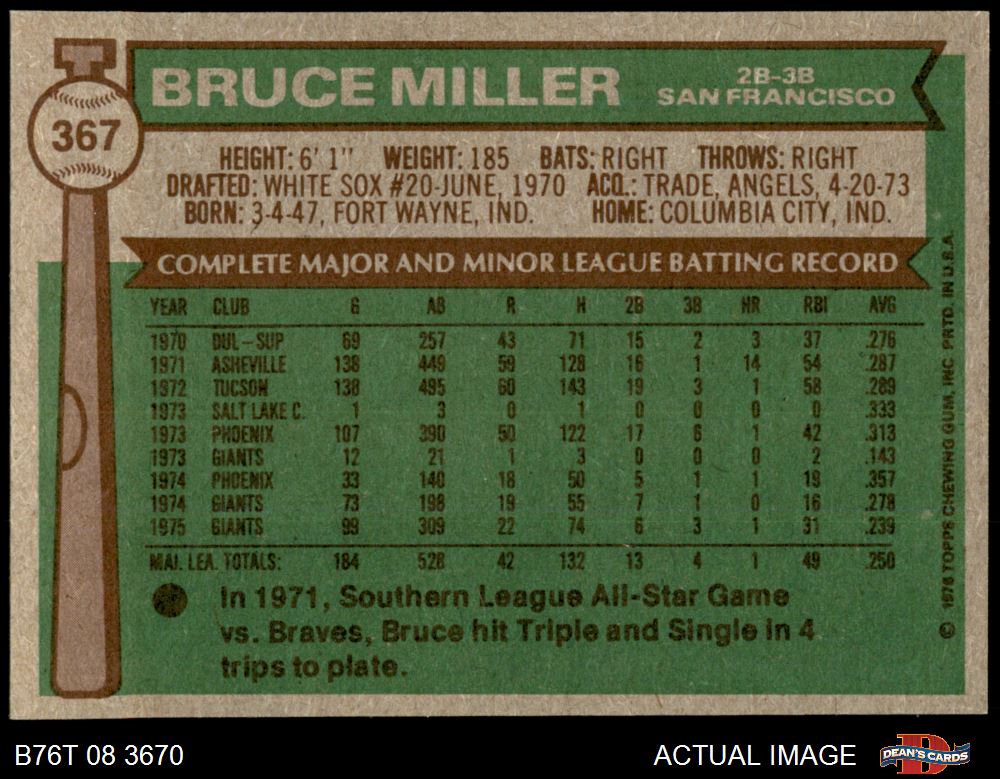 T
BRUCE MILLER
2B-3B
SAN FRANCISCO
367
HEIGHT: 6' 1" WEIGHT: 185 BATS: RIGHT THROWS: RIGHT
DRAFTED: WHITE SOX #20-JUNE, 1970 ACQ.: TRADE, ANGELS, 4-20-73
BORN: 3-4-47, FORT WAYNE, IND. HOME: COLUMBIA CITY, IND.
COMPLETE MAJOR AND MINOR LEAGUE BATTING RECORD
YEAR CLUB G AB R H 2B 3B HR RBI AVG
1970 DUL-SUP 69 257 43 71 15 2 3 37 .276
1971 ASHEVILLE 138 449 59 128 16 1 14 54 .287
1972 TUCSON 138 495 60 143 19 3 1 58 .289
1973 SALT LAKE C. 1 3 0 1 0 0 0 0 .333
1973 PHOENIX 107 390 50 122 17 6 1 42 .313
1973 GIANTS 12 21 1 3 0 0 0 2 .143
1974 PHOENIX 33 140 18 50 5 1 1 19 .357
1974 GIANTS 73 198 19 55 7 1 0 16 .278
1975 GIANTS 99 309 22 74 6 3 1 31 .239
MAJ. LEA. TOTALS: 184 528 42 132 13 4 1 49 .250
In 1971, Southern League All-Star Game
vs. Braves, Bruce hit Triple and Single in 4
trips to plate.
© 1976 TOPPS CHEWING GUM, INC PRTD. IN U.S.A.
B76T 08 3670
ACTUAL IMAGE
DEAN'S CARDS